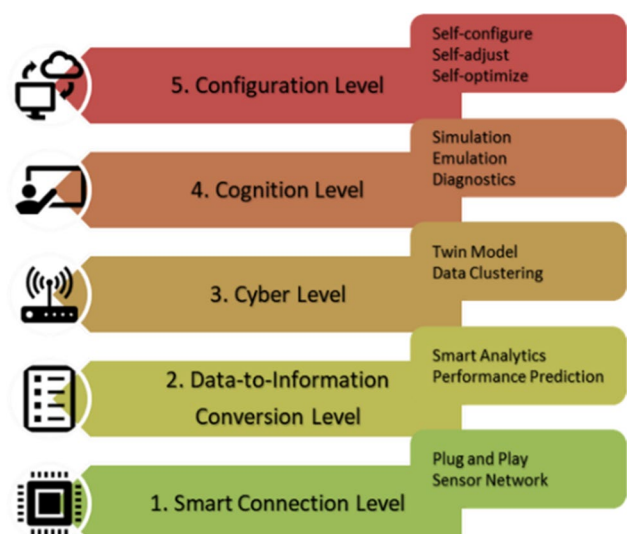 Self-configure
Self-adjust
Self-optimize
5. Configuration Level
Simulation
Emulation
Diagnostics
4. Cognition Level
Twin Model
Data Clustering
3. Cyber Level
Smart Analytics
Performance Prediction
2. Data-to-Information
Conversion Level
Plug and Play
Sensor Network
1. Smart Connection Level